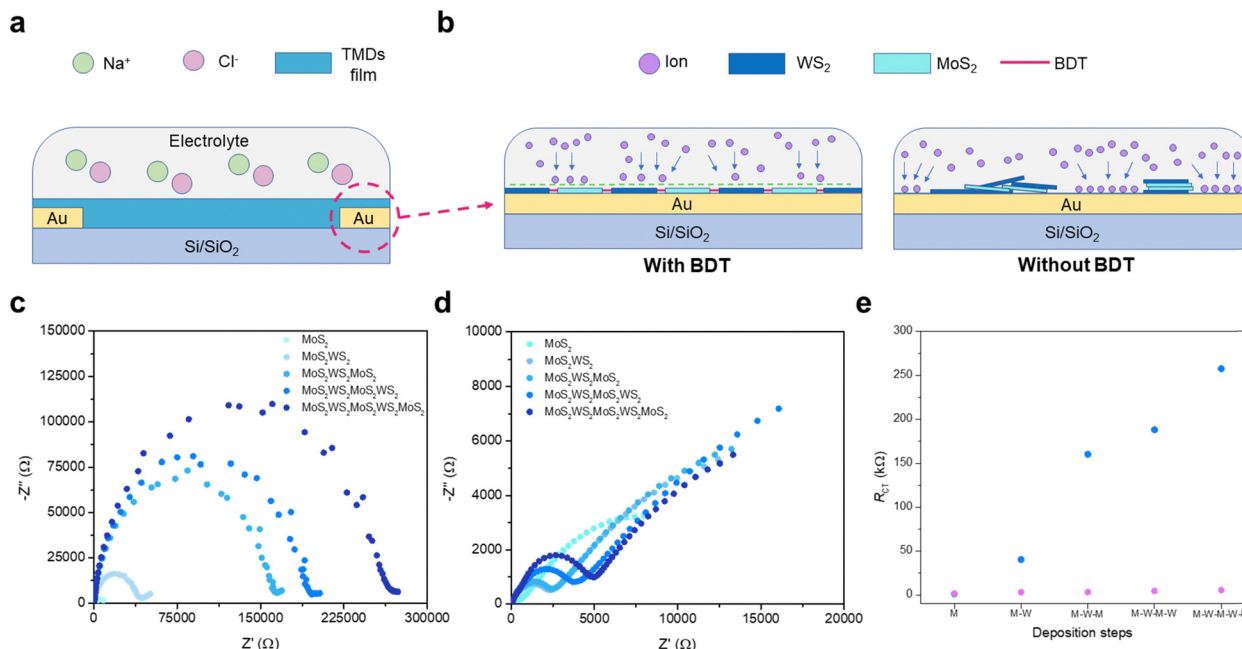 a
Na⁺
Cl⁻
TMDs
film
Electrolyte
Au
Au
Si/SiO₂
b
Ion
WS₂
MoS₂
BDT
Au
Si/SiO₂
With BDT
Au
Si/SiO₂
Without BDT
c
150000
125000
100000
75000
50000
25000
0
-Z'' (Ω)
MoS₂
MoS₂WS₂
MoS₂WS₂MoS₂
MoS₂WS₂MoS₂WS₂
MoS₂WS₂MoS₂WS₂MoS₂
0 75000 150000 225000 300000
Z' (Ω)
d
10000
8000
6000
4000
2000
0
-Z'' (Ω)
MoS₂
MoS₂WS₂
MoS₂WS₂MoS₂
MoS₂WS₂MoS₂WS₂
MoS₂WS₂MoS₂WS₂MoS₂
0 5000 10000 15000 20000
Z' (Ω)
e
300
250
200
150
100
50
0
R_CT (kΩ)
M M-W M-W-M M-W-M-W M-W-M-W-
Deposition steps